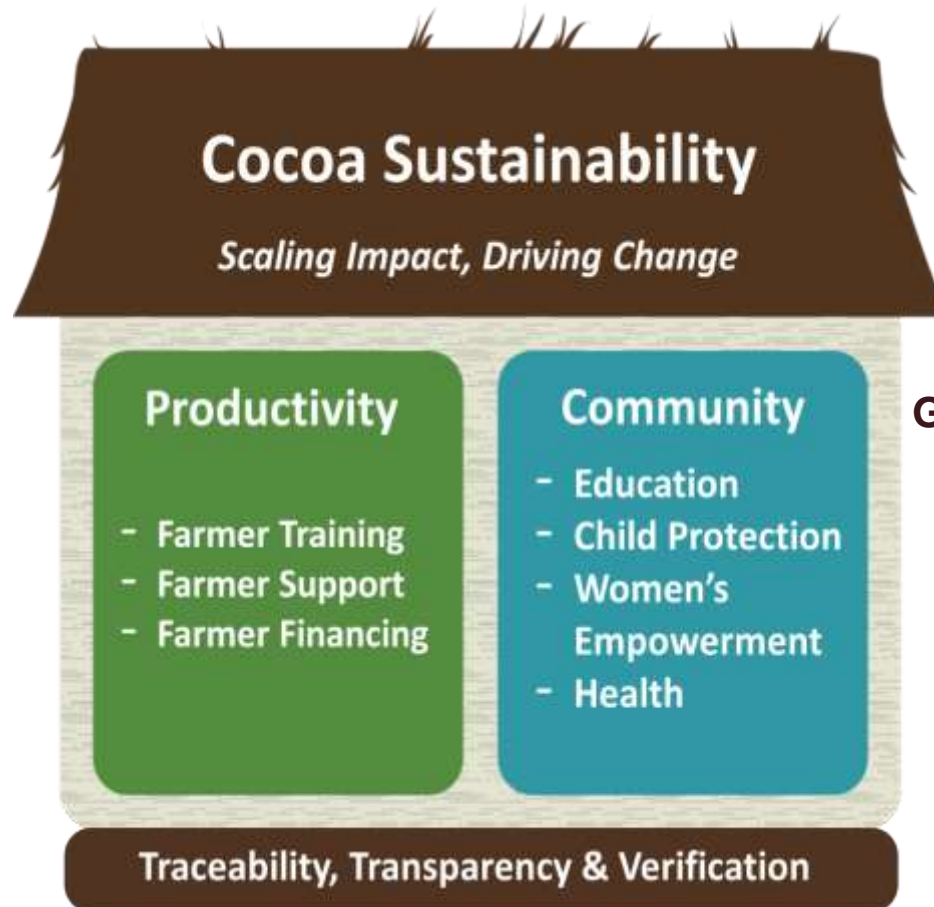 Cocoa Sustainability
Scaling Impact, Driving Change
Productivity
- Farmer Training
- Farmer Support
- Farmer Financing
Community
- Education
- Child Protection
- Women's
Empowerment
- Health
G
Traceability, Transparency & Verification